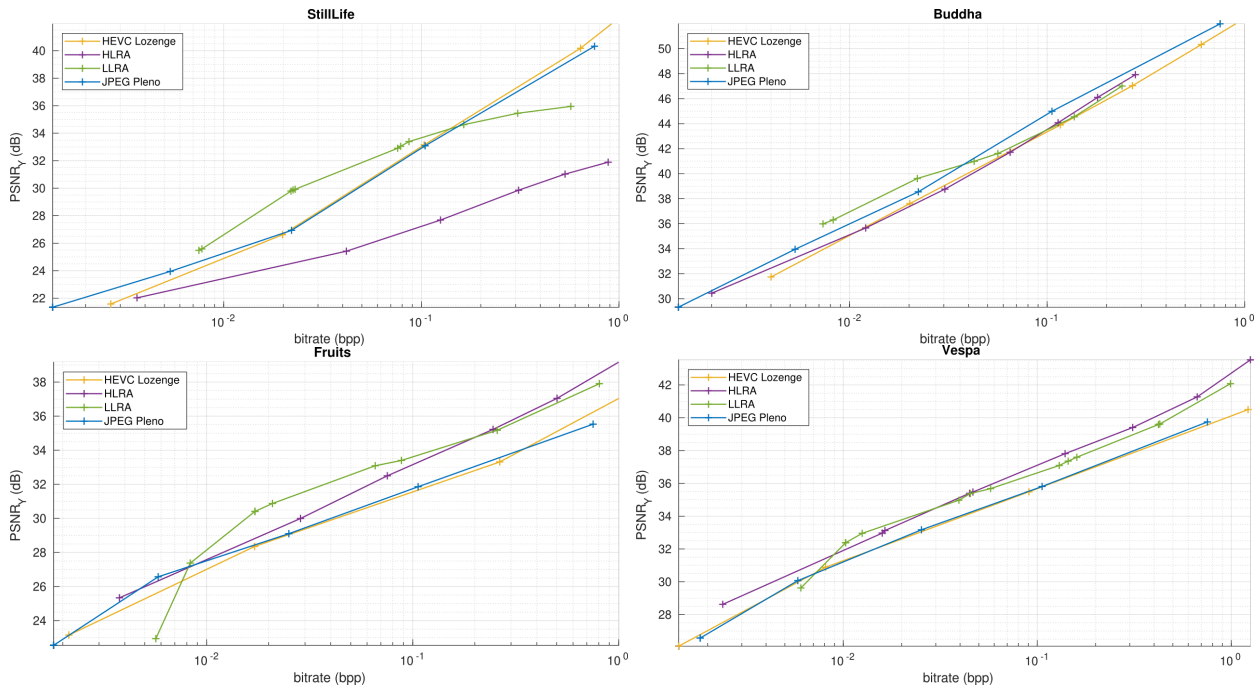 StillLife
HEVC Lozenge
HLRA
LLRA
JPEG Pleno
40
38
36
34
32
30
28
26
24
22
PSNR_Y (dB)
10^-2
10^-1
10^0
bitrate (bpp)
Buddha
HEVC Lozenge
HLRA
LLRA
JPEG Pleno
50
48
46
44
42
40
38
36
34
32
30
PSNR_Y (dB)
10^-2
10^-1
10^0
bitrate (bpp)
Fruits
HEVC Lozenge
HLRA
LLRA
JPEG Pleno
38
36
34
32
30
28
26
24
PSNR_Y (dB)
10^-2
10^-1
10^0
bitrate (bpp)
Vespa
HEVC Lozenge
HLRA
LLRA
JPEG Pleno
42
40
38
36
34
32
30
28
PSNR_Y (dB)
10^-2
10^-1
10^0
bitrate (bpp)